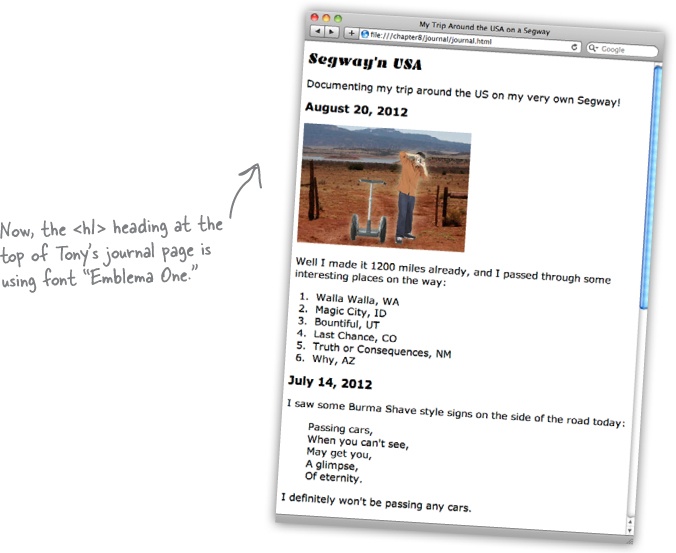 My Trip Around the USA on a Segway
file:///chapter8/journal/journal.html
Google
Segway'n USA
Documenting my trip around the US on my very own Segway!
August 20, 2012
Now, the <h1> heading at the
top of Tony's journal page is
using font "Emblema One."
Well I made it 1200 miles already, and I passed through some
interesting places on the way:
1. Walla Walla, WA
2. Magic City, ID
3. Bountiful, UT
4. Last Chance, CO
5. Truth or Consequences, NM
6. Why, AZ
July 14, 2012
I saw some Burma Shave style signs on the side of the road today:
Passing cars,
When you can't see,
May get you,
A glimpse,
Of eternity.
I definitely won't be passing any cars.